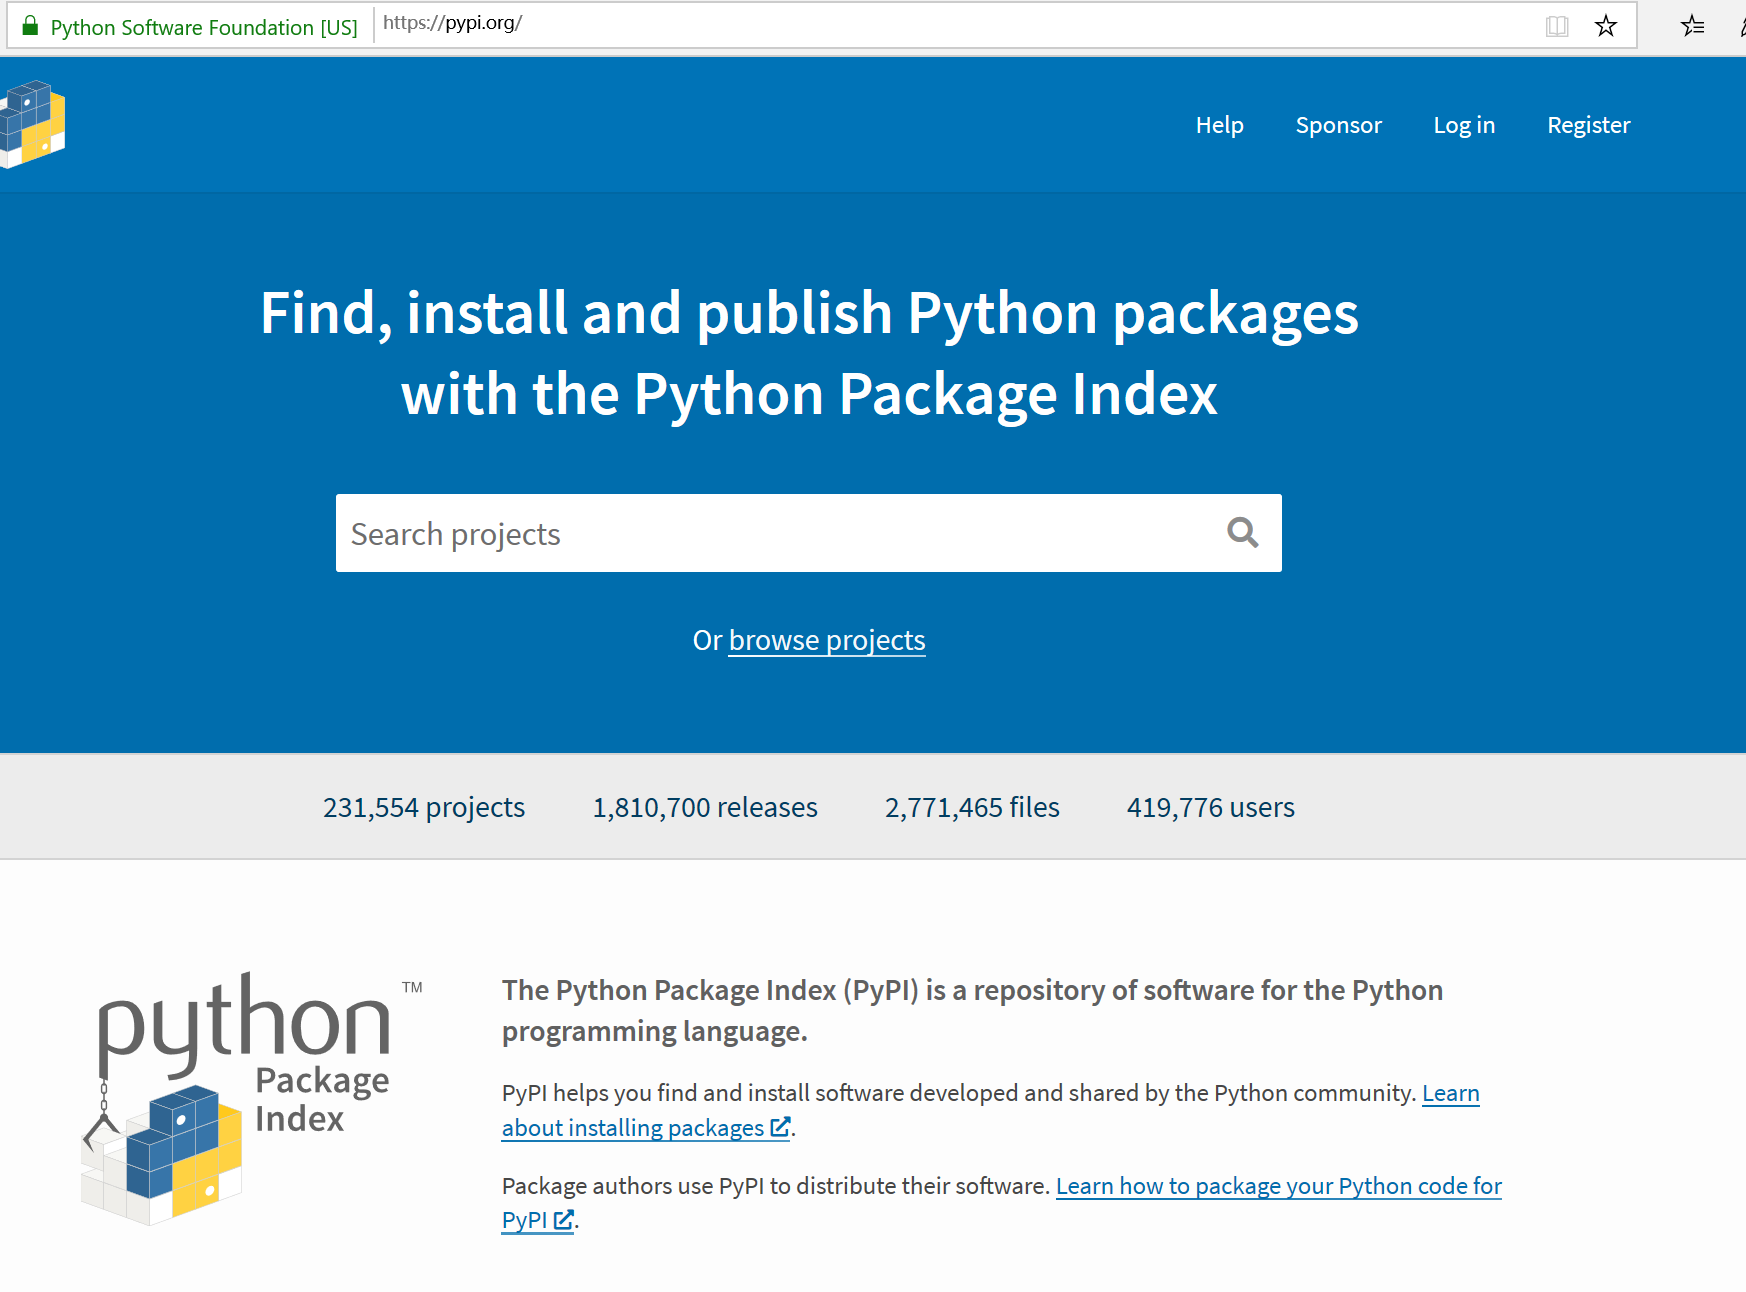 Python Software Foundation [US] https://pypi.org/
Help Sponsor Log in Register
Find, install and publish Python packages
with the Python Package Index
Search projects
Or browse projects
231,554 projects 1,810,700 releases 2,771,465 files 419,776 users
python TM
Package
Index
The Python Package Index (PyPI) is a repository of software for the Python
programming language.
PyPI helps you find and install software developed and shared by the Python community. Learn
about installing packages.
Package authors use PyPI to distribute their software. Learn how to package your Python code for
PyPI.